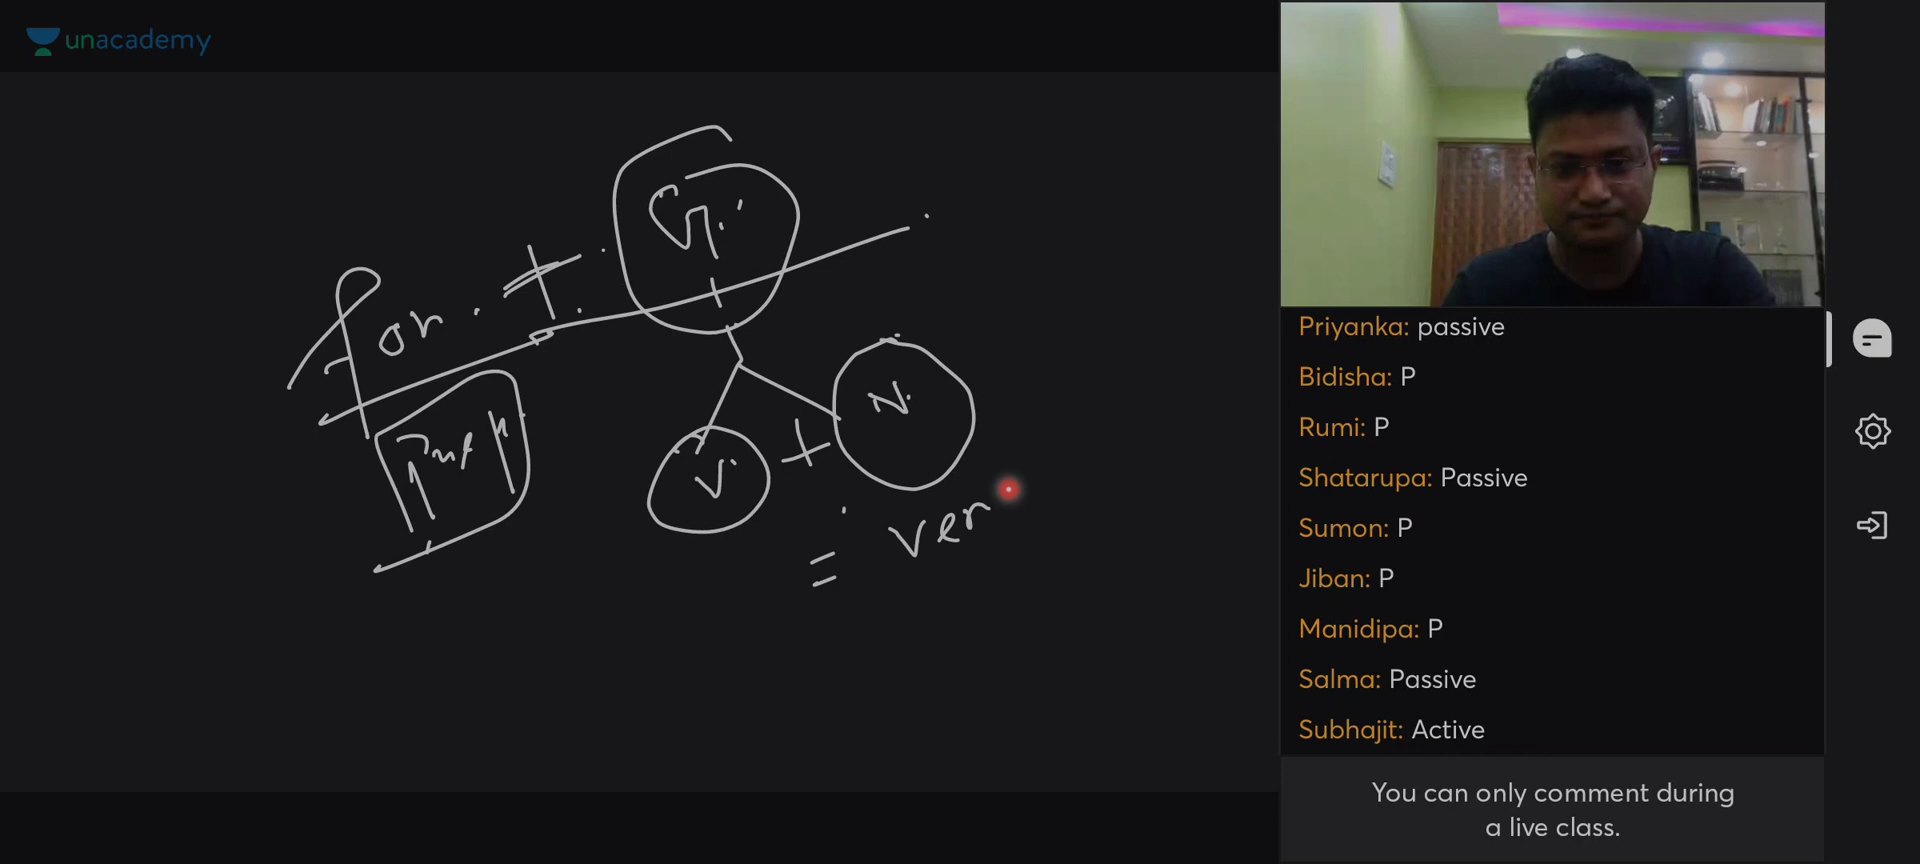 unacademy
for + G.
Prep
V + N.
= ver
Priyanka: passive
Bidisha: P
Rumi: P
Shatarupa: Passive
Sumon: P
Jiban: P
Manidipa: P
Salma: Passive
Subhajit: Active
You can only comment during
a live class.